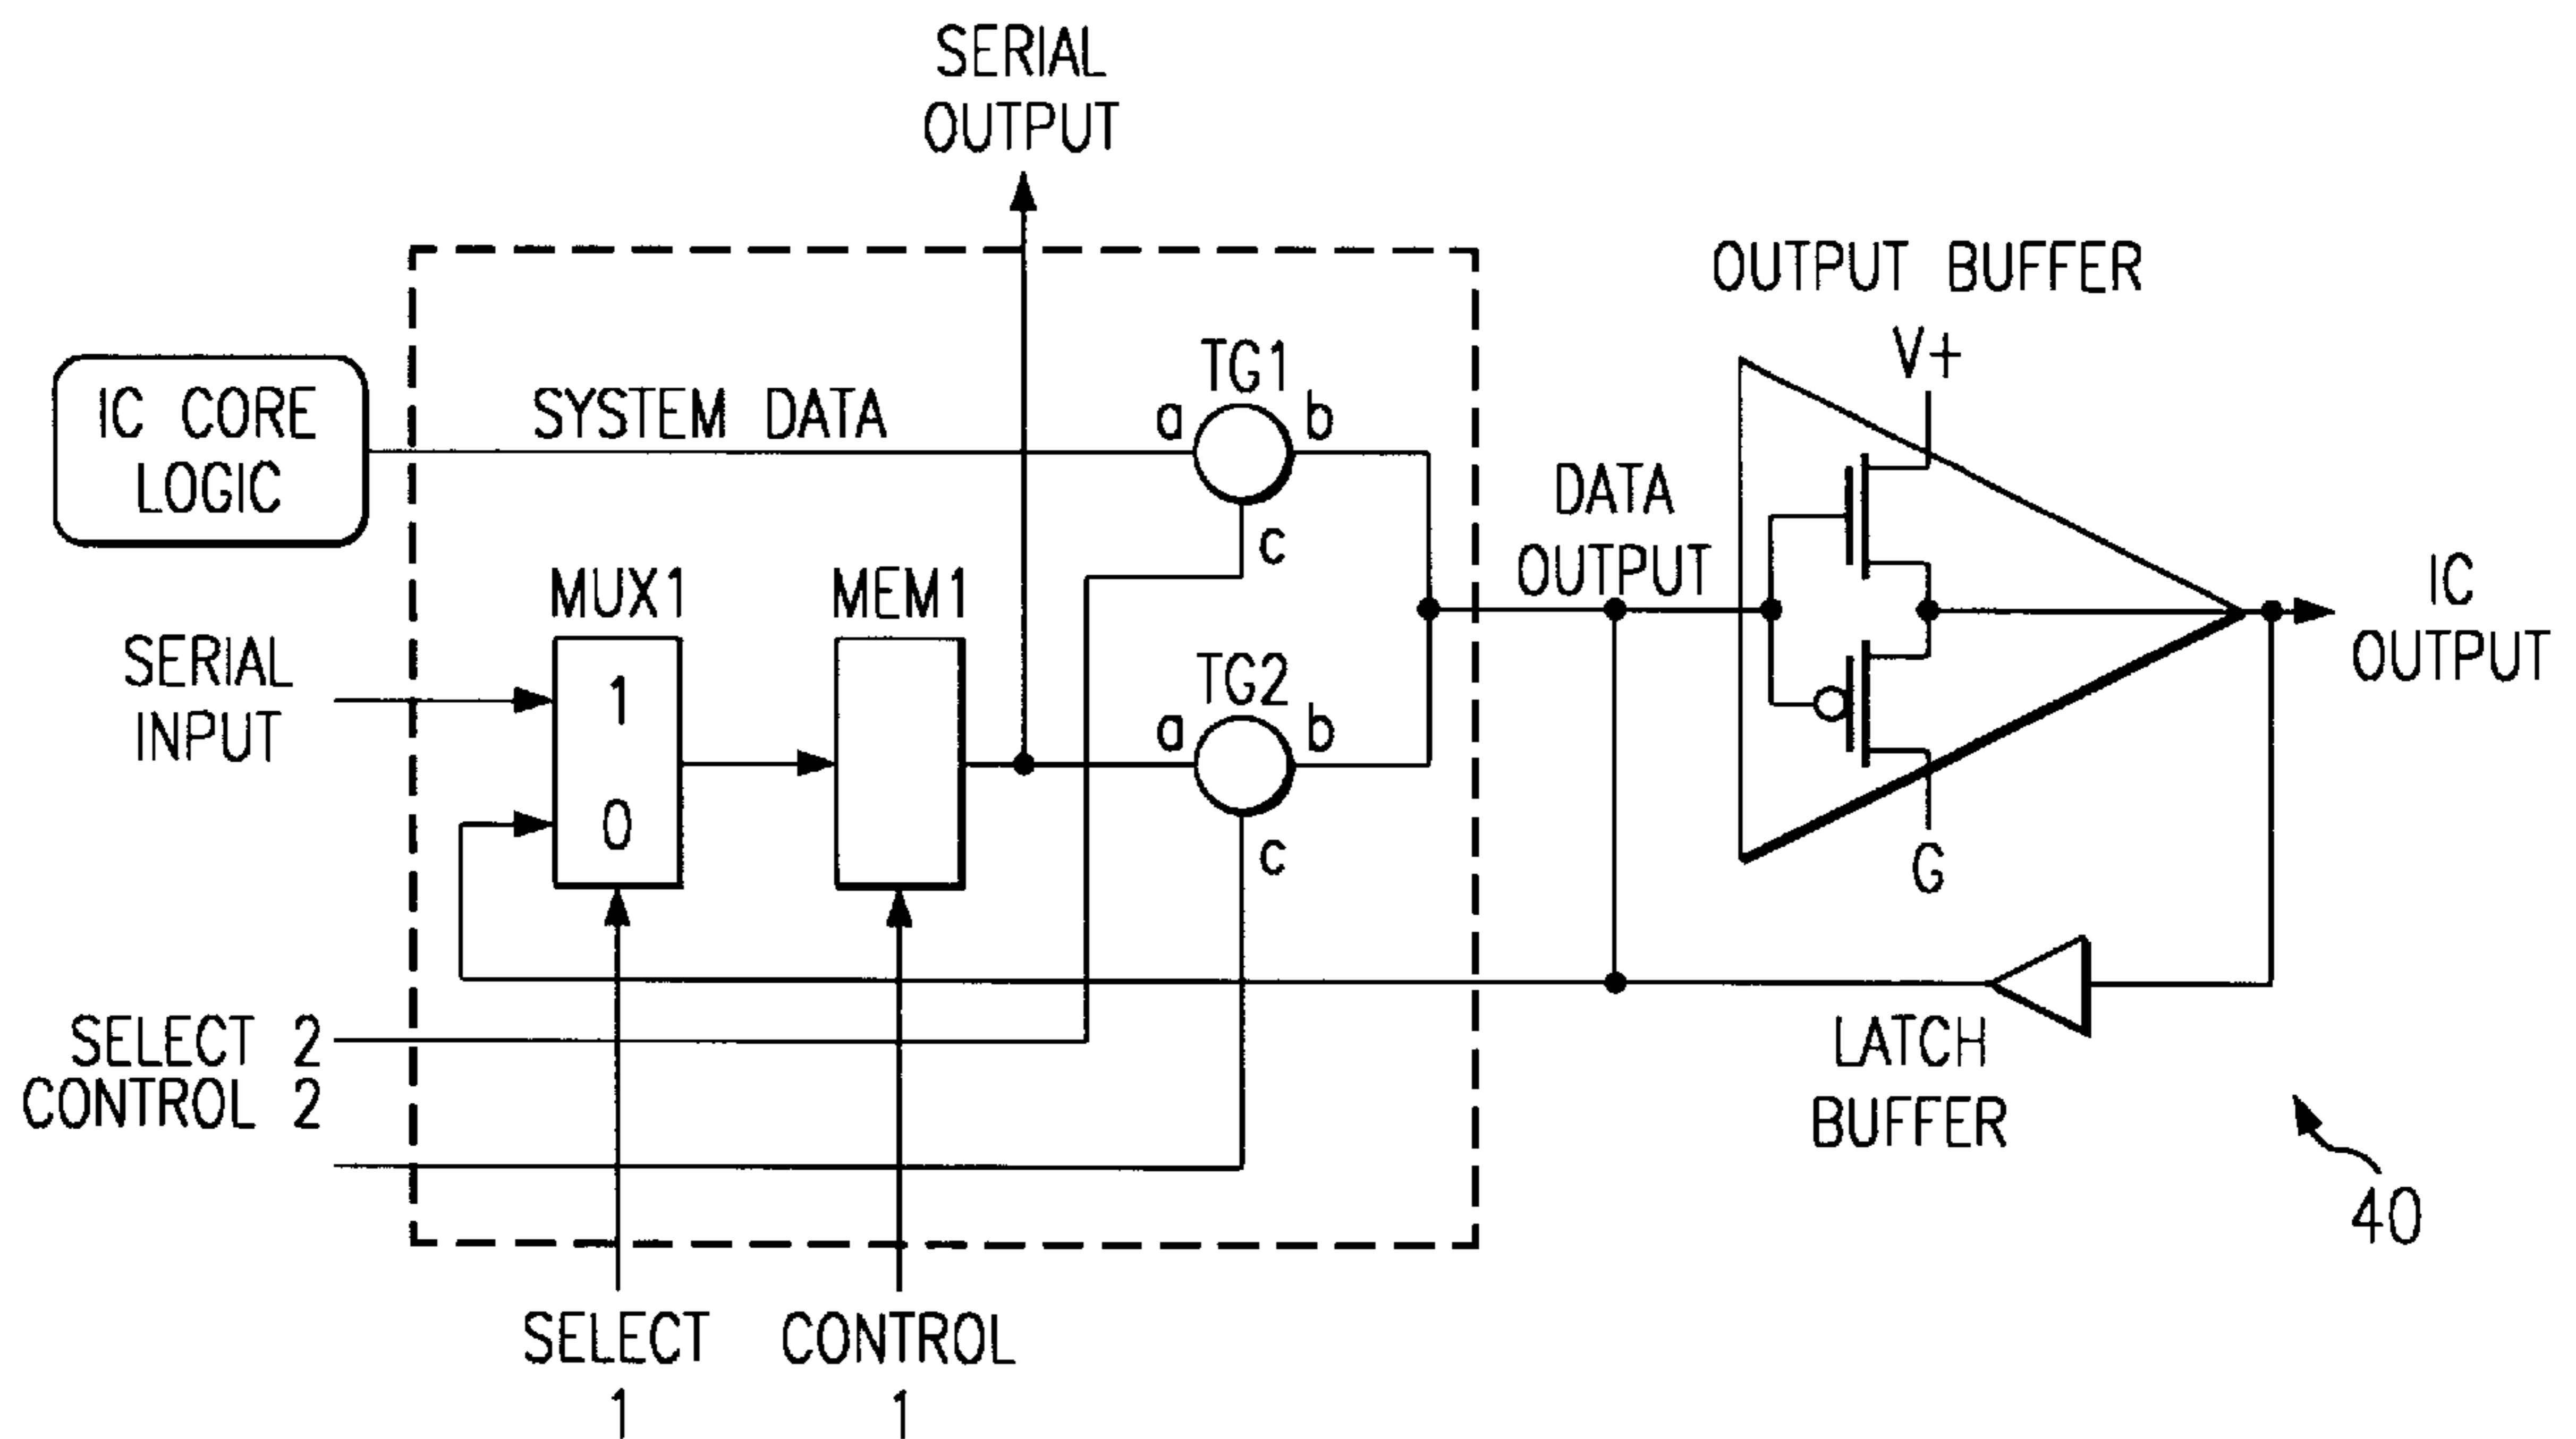 SERIAL
OUTPUT
OUTPUT BUFFER
V+
IC CORE
LOGIC
SYSTEM DATA
TG1
a
b
c
DATA
OUTPUT
IC
OUTPUT
MUX1
MEM1
SERIAL
INPUT
1
0
TG2
a
b
c
G
SELECT 2
CONTROL 2
LATCH
BUFFER
40
SELECT
1
CONTROL
1